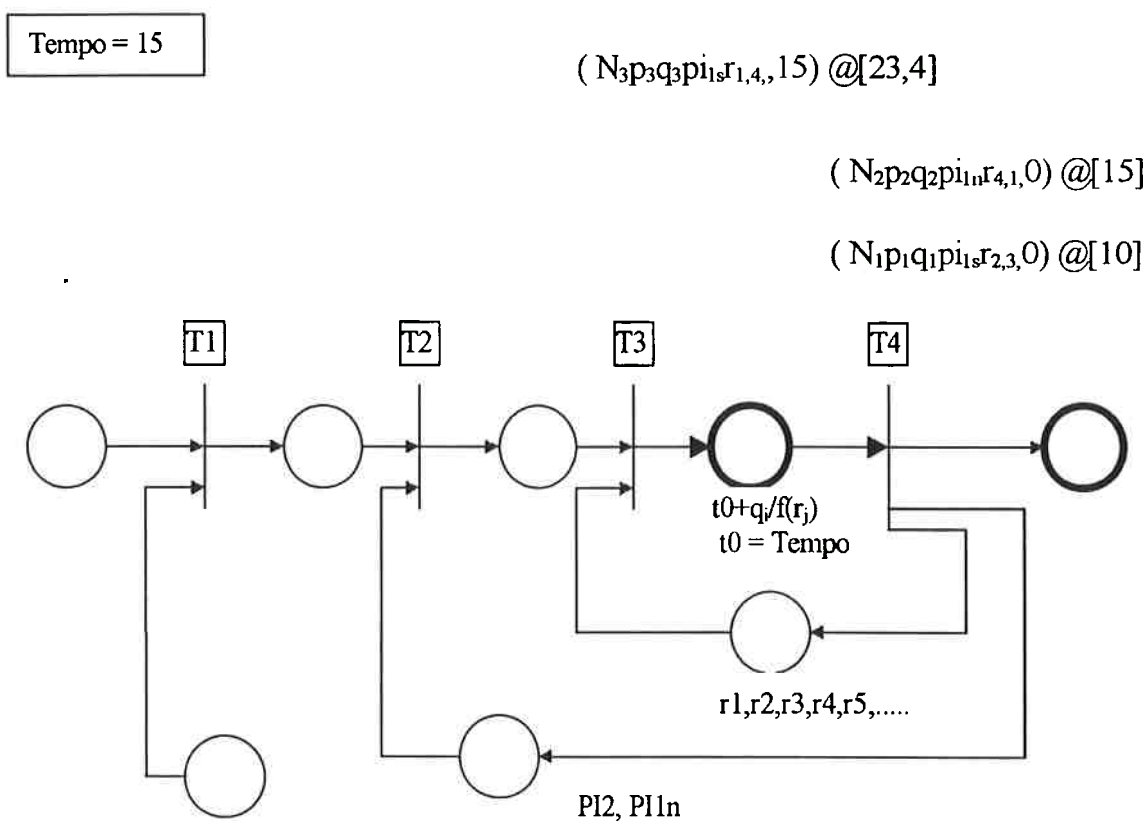 Tempo = 15
( N₃p₃q₃pi₁ₛr₁,₄,,15) @[23,4]
( N₂p₂q₂pi₁ₙr₄,₁,0) @[15]
( N₁p₁q₁pi₁ₛr₂,₃,0) @[10]
T1 T2 T3 T4
t0+qᵢ/f(rⱼ)
t0 = Tempo
r1,r2,r3,r4,r5,.....
PI2, PI1n